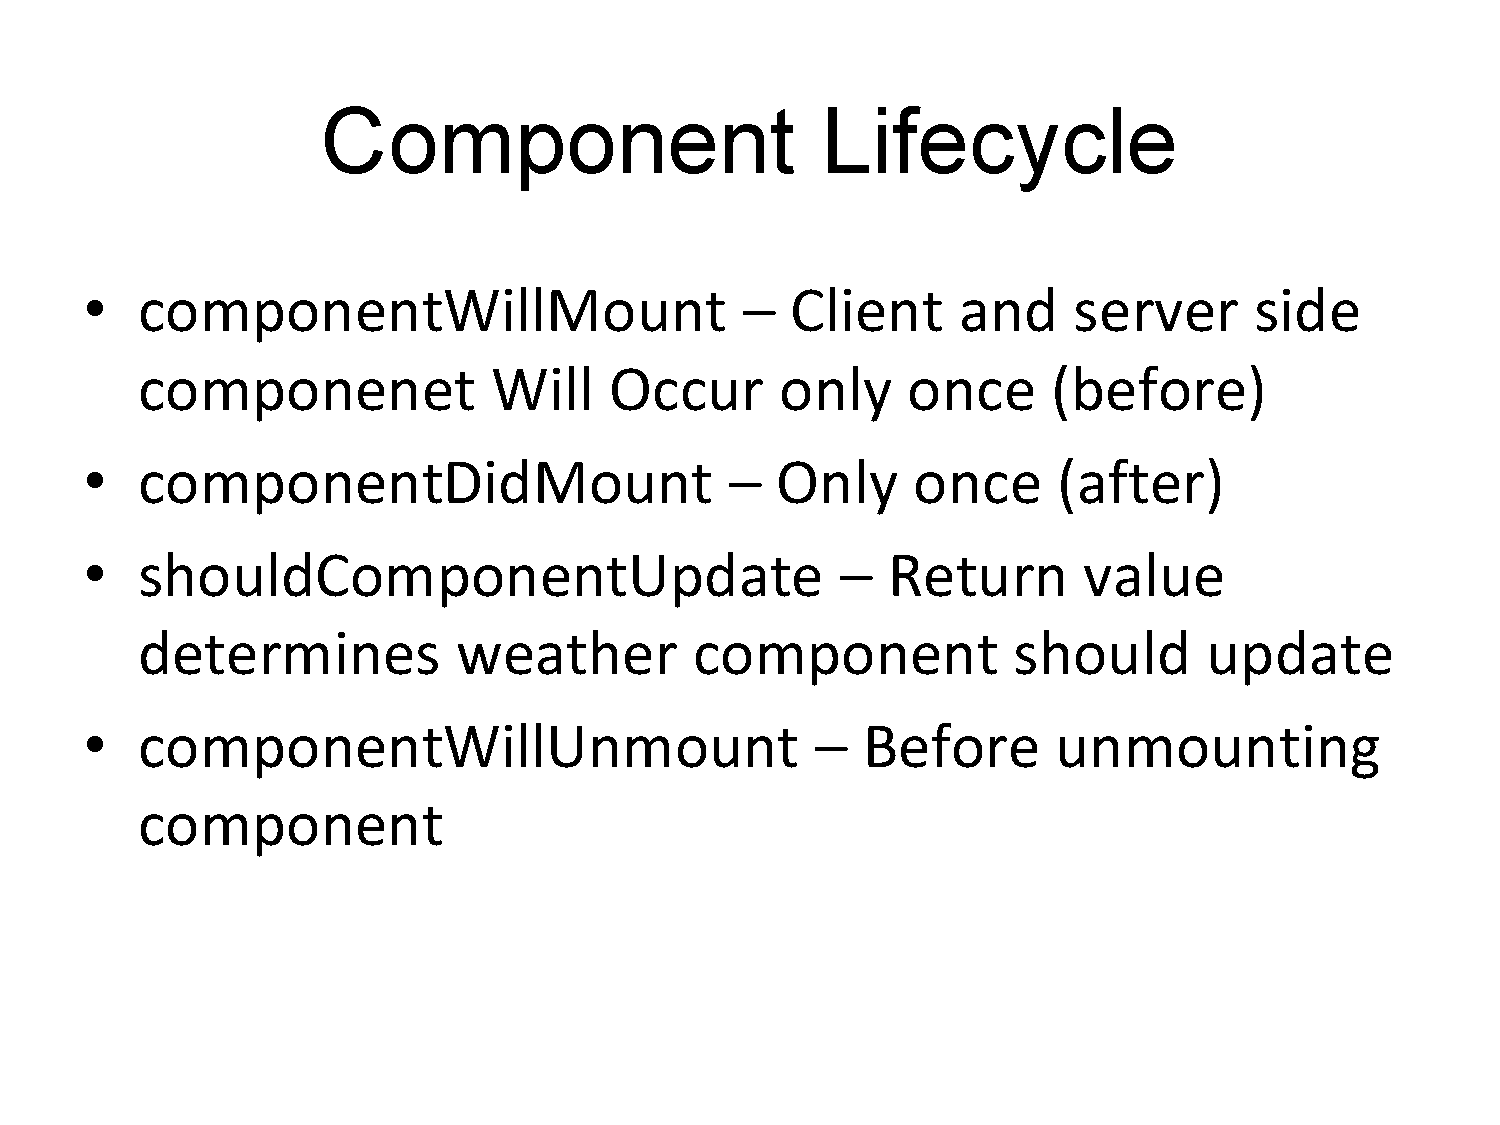 Component Lifecycle
• componentWillMount – Client and server side
componenet Will Occur only once (before)
• componentDidMount – Only once (after)
• shouldComponentUpdate – Return value
determines weather component should update
• componentWillUnmount – Before unmounting
component